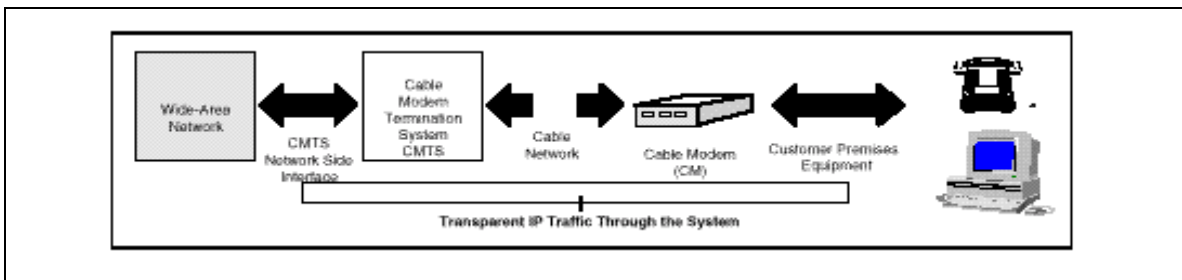 Wide-Area
Network
CMTS
Network Side
Interface
Cable
Modem
Termination
System
CMTS
Cable
Network
Cable Modem
(CM)
Customer Premises
Equipment
Transparent IP Traffic Through the System